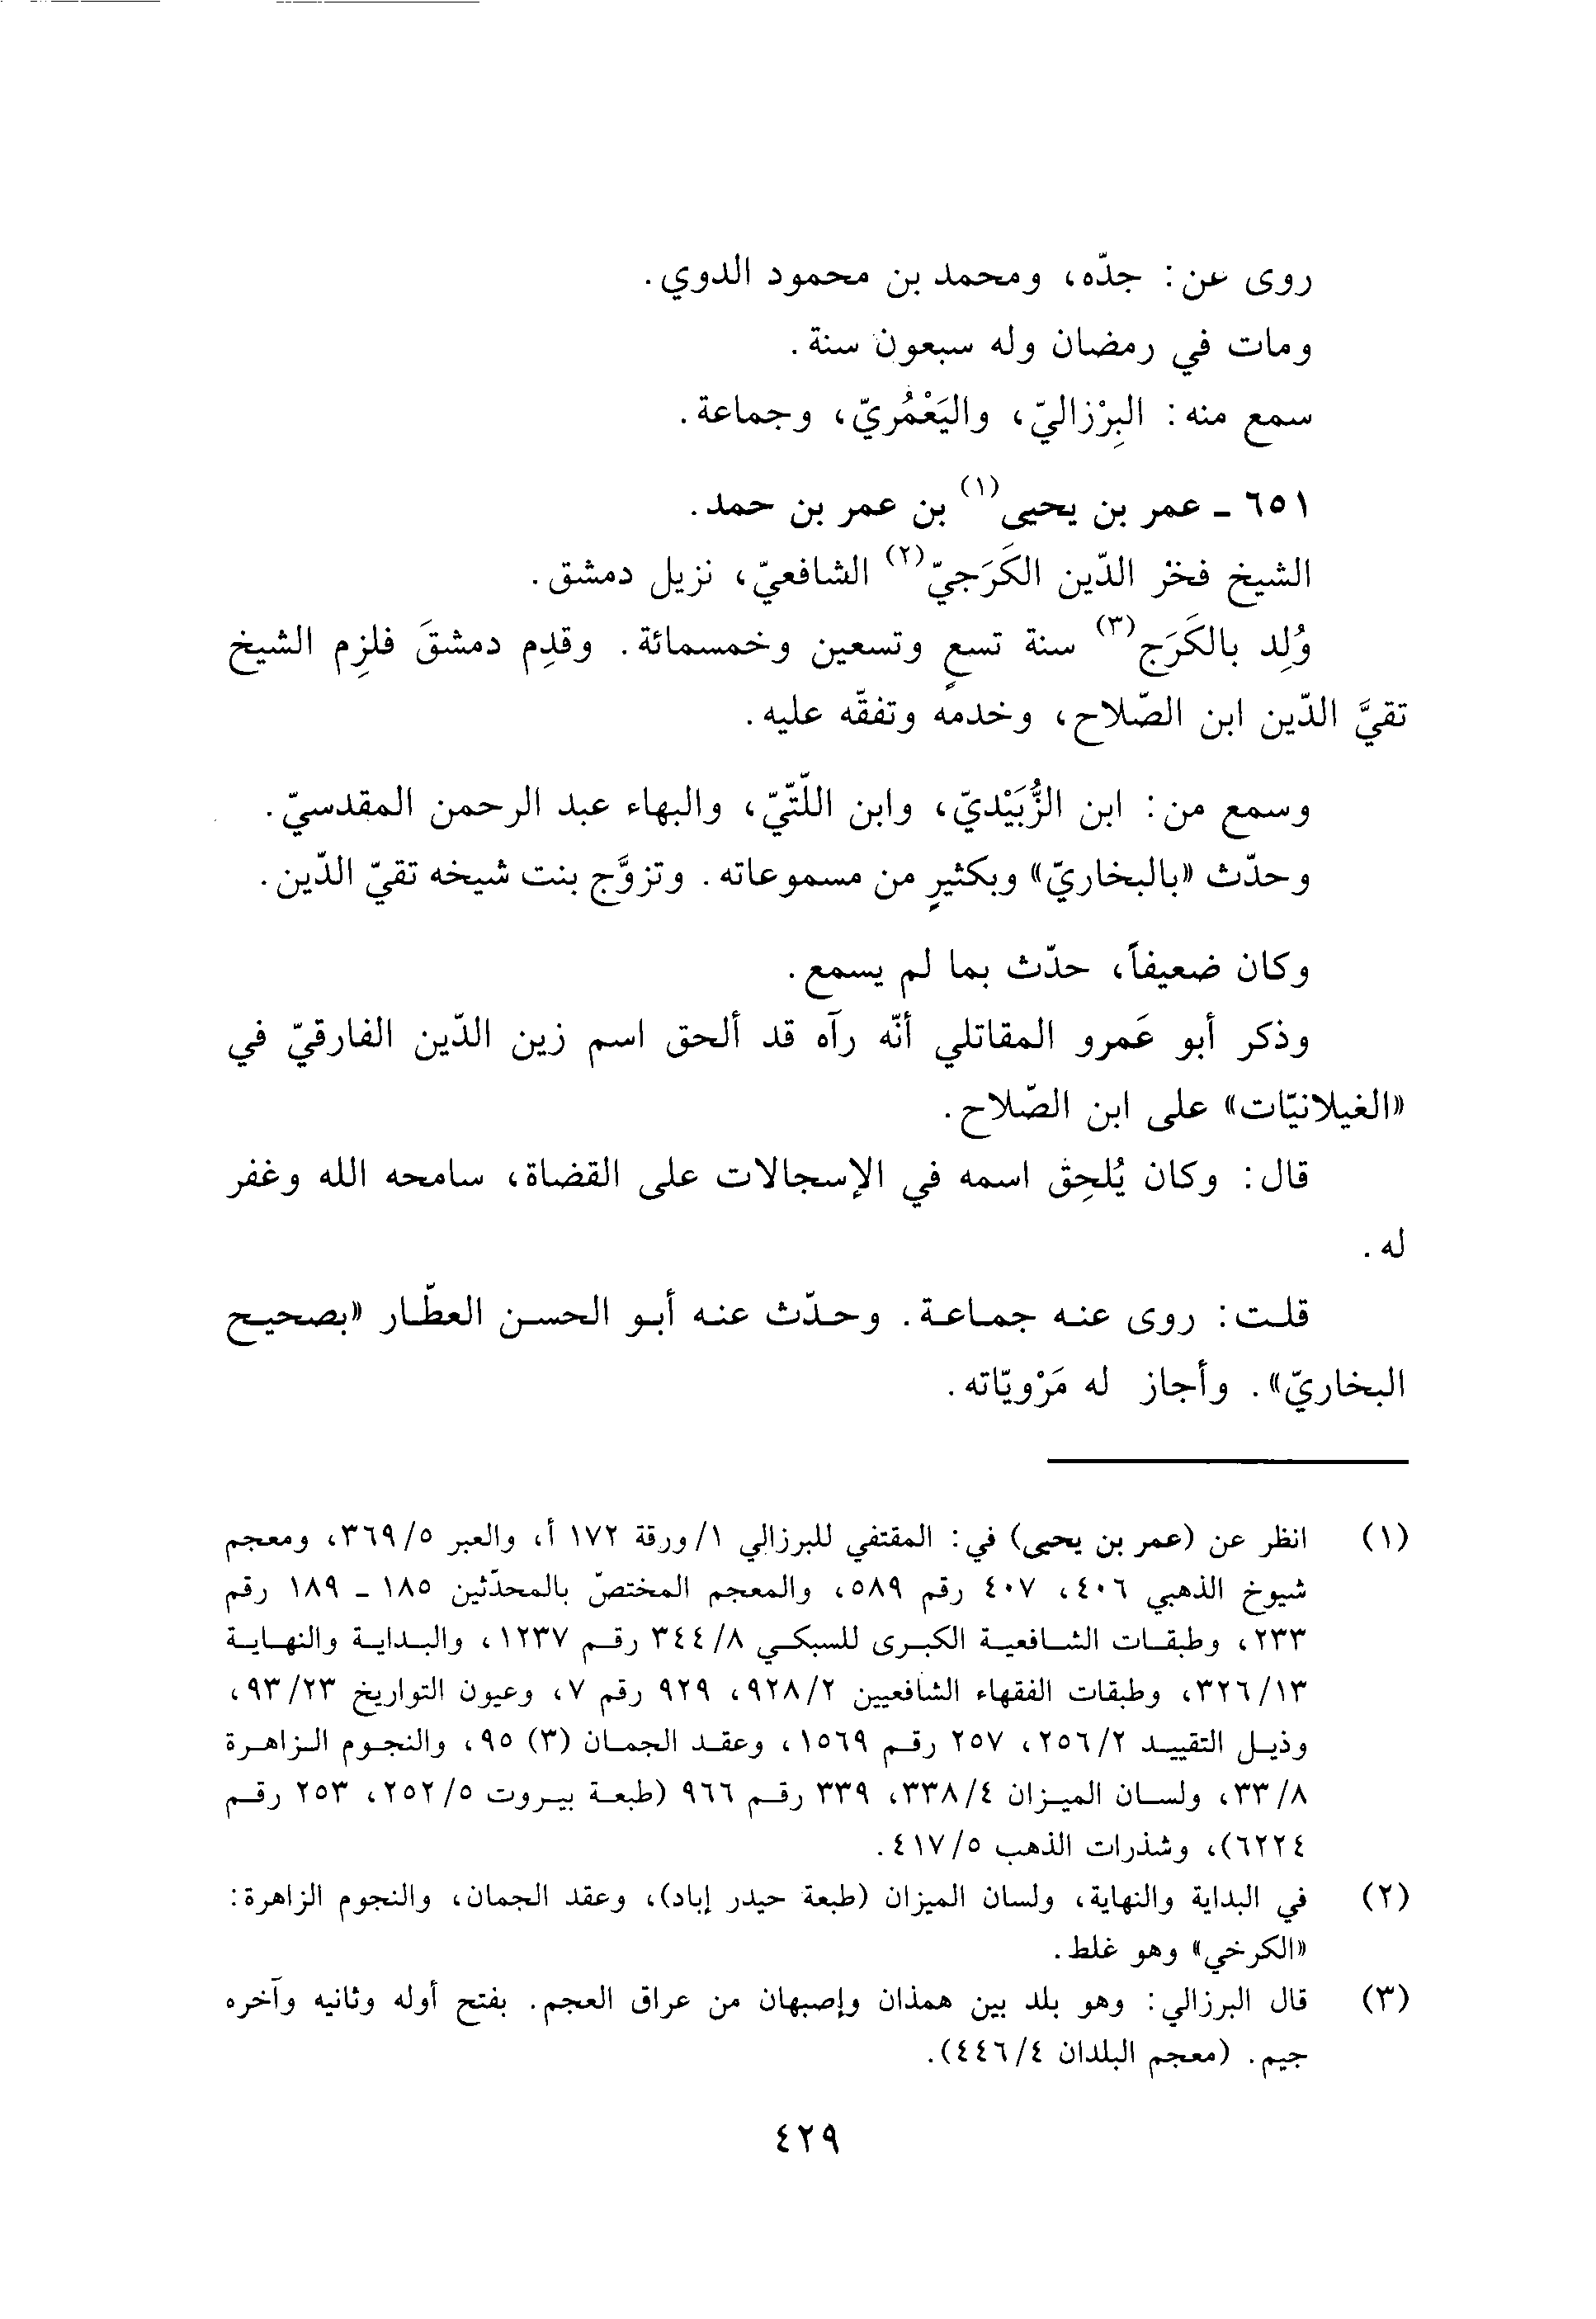 روى عن: جدّه، ومحمد بن محمود الدوي.
ومات في رمضان وله سبعون سنة.
سمع منه: البِرْزاليّ، واليَعْمُريّ، وجماعة.
٦٥١ - عمر بن يحيى(١) بن عمر بن حمد.
الشيخ فخر الدّين الكَرَجيّ(٢) الشافعيّ، نزيل دمشق.
وُلِد بالكَرَج(٣) سنة تسعٍ وتسعين وخمسمائة. وقدِم دمشقَ فلزِم الشيخ
تقيَّ الدّين ابن الصّلاح، وخدمه وتفقّه عليه.
وسمع من: ابن الزُّبَيْديّ، وابن اللّتّيّ، والبهاء عبد الرحمن المقدسيّ.
وحدّث «بالبخاريّ» وبكثيرٍ من مسموعاته. وتزوَّج بنت شيخه تقيّ الدّين.
وكان ضعيفاً، حدّث بما لم يسمع.
وذكر أبو عَمرو المقاتلي أنّه رآه قد ألحق اسم زين الدّين الفارقيّ في
«الغيلانيّات» على ابن الصّلاح.
قال: وكان يُلحِق اسمه في الإسجالات على القضاة، سامحه الله وغفر
له.
قلت: روى عنه جماعة. وحدّث عنه أبو الحسن العطّار «بصحيح
البخاريّ». وأجاز له مَرْويّاته.
(١) انظر عن (عمر بن يحيى) في: المقتفي للبرزالي ١/ورقة ١٧٢ أ، والعبر ٣٦٩/٥، ومعجم
شيوخ الذهبي ٤٠٦، ٤٠٧ رقم ٥٨٩، والمعجم المختصّ بالمحدّثين ١٨٥ - ١٨٩ رقم
٢٣٣، وطبقات الشافعية الكبرى للسبكي ٣٤٤/٨ رقم ١٢٣٧، والبداية والنهاية
٣٢٦/١٣، وطبقات الفقهاء الشافعيين ٩٢٨/٢، ٩٢٩ رقم ٧، وعيون التواريخ ٩٣/٢٣،
وذيل التقييد ٢٥٦/٢، ٢٥٧ رقم ١٥٦٩، وعقد الجمان (٣) ٩٥، والنجوم الزاهرة
٣٣/٨، ولسان الميزان ٣٣٨/٤، ٣٣٩ رقم ٩٦٦ (طبعة بيروت ٢٥٢/٥، ٢٥٣ رقم
٦٢٢٤)، وشذرات الذهب ٤١٧/٥.
(٢) في البداية والنهاية، ولسان الميزان (طبعة حيدر إباد)، وعقد الجمان، والنجوم الزاهرة:
«الكرخي» وهو غلط.
(٣) قال البرزالي: وهو بلد بين همذان وإصبهان من عراق العجم. بفتح أوله وثانيه وآخره
جيم. (معجم البلدان ٤٤٦/٤).
٤٢٩